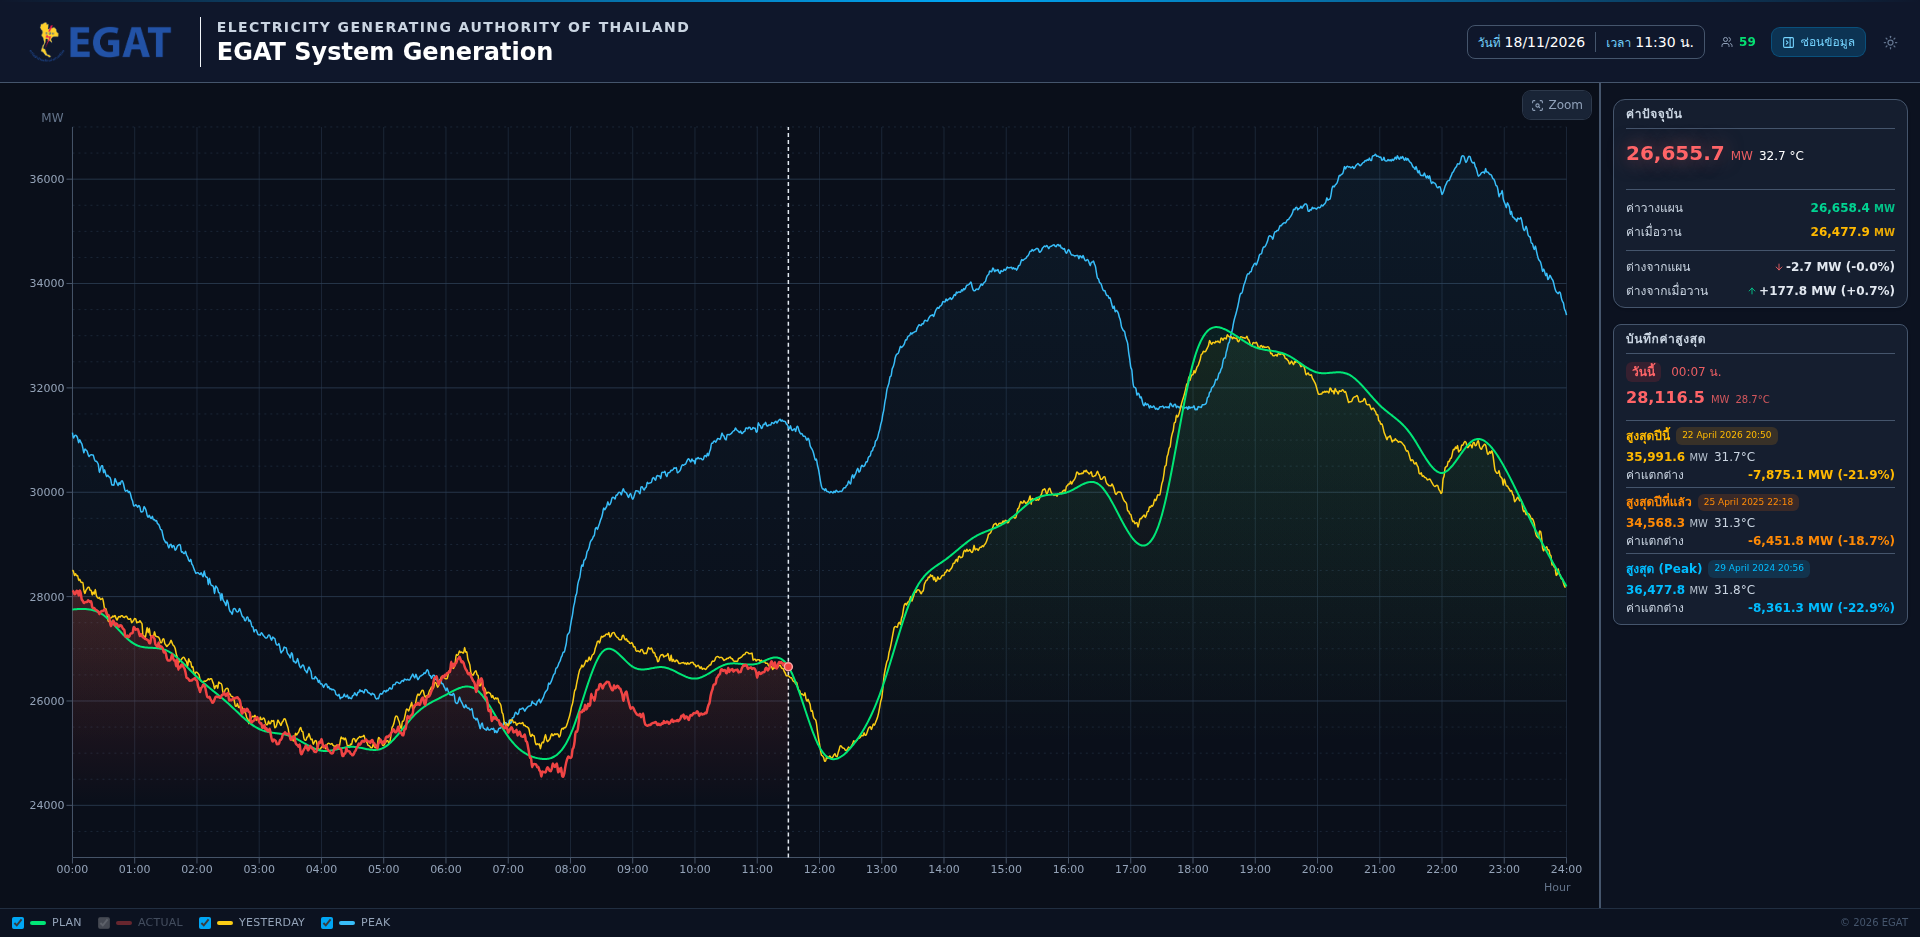 EGAT
ELECTRICITY GENERATING AUTHORITY OF THAILAND
EGAT System Generation
วันที่ 18/11/2026 เวลา 11:30 น.
59
ซ่อนข้อมูล
Zoom
MW
36000
34000
32000
30000
28000
26000
24000
00:00 01:00 02:00 03:00 04:00 05:00 06:00 07:00 08:00 09:00 10:00 11:00 12:00 13:00 14:00 15:00 16:00 17:00 18:00 19:00 20:00 21:00 22:00 23:00 24:00
Hour
ค่าปัจจุบัน
26,655.7 MW 32.7 °C
ค่าวางแผน 26,658.4 MW
ค่าเมื่อวาน 26,477.9 MW
ต่างจากแผน ↓ -2.7 MW (-0.0%)
ต่างจากเมื่อวาน ↑ +177.8 MW (+0.7%)
บันทึกค่าสูงสุด
วันนี้ 00:07 น.
28,116.5 MW 28.7°C
สูงสุดปีนี้ 22 April 2026 20:50
35,991.6 MW 31.7°C
ค่าแตกต่าง -7,875.1 MW (-21.9%)
สูงสุดปีที่แล้ว 25 April 2025 22:18
34,568.3 MW 31.3°C
ค่าแตกต่าง -6,451.8 MW (-18.7%)
สูงสุด (Peak) 29 April 2024 20:56
36,477.8 MW 31.8°C
ค่าแตกต่าง -8,361.3 MW (-22.9%)
PLAN ACTUAL YESTERDAY PEAK
© 2026 EGAT